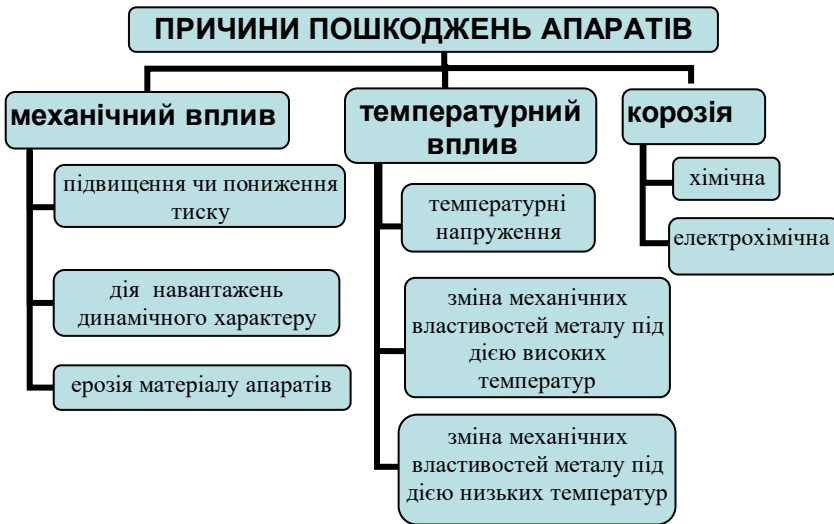 ПРИЧИНИ ПОШКОДЖЕНЬ АПАРАТІВ
механічний вплив
підвищення чи пониження
тиску
дія навантажень
динамічного характеру
ерозія матеріалу апаратів
температурний
вплив
температурні
напруження
зміна механічних
властивостей металу під
дією високих
температур
зміна механічних
властивостей металу під
дією низьких температур
корозія
хімічна
електрохімічна